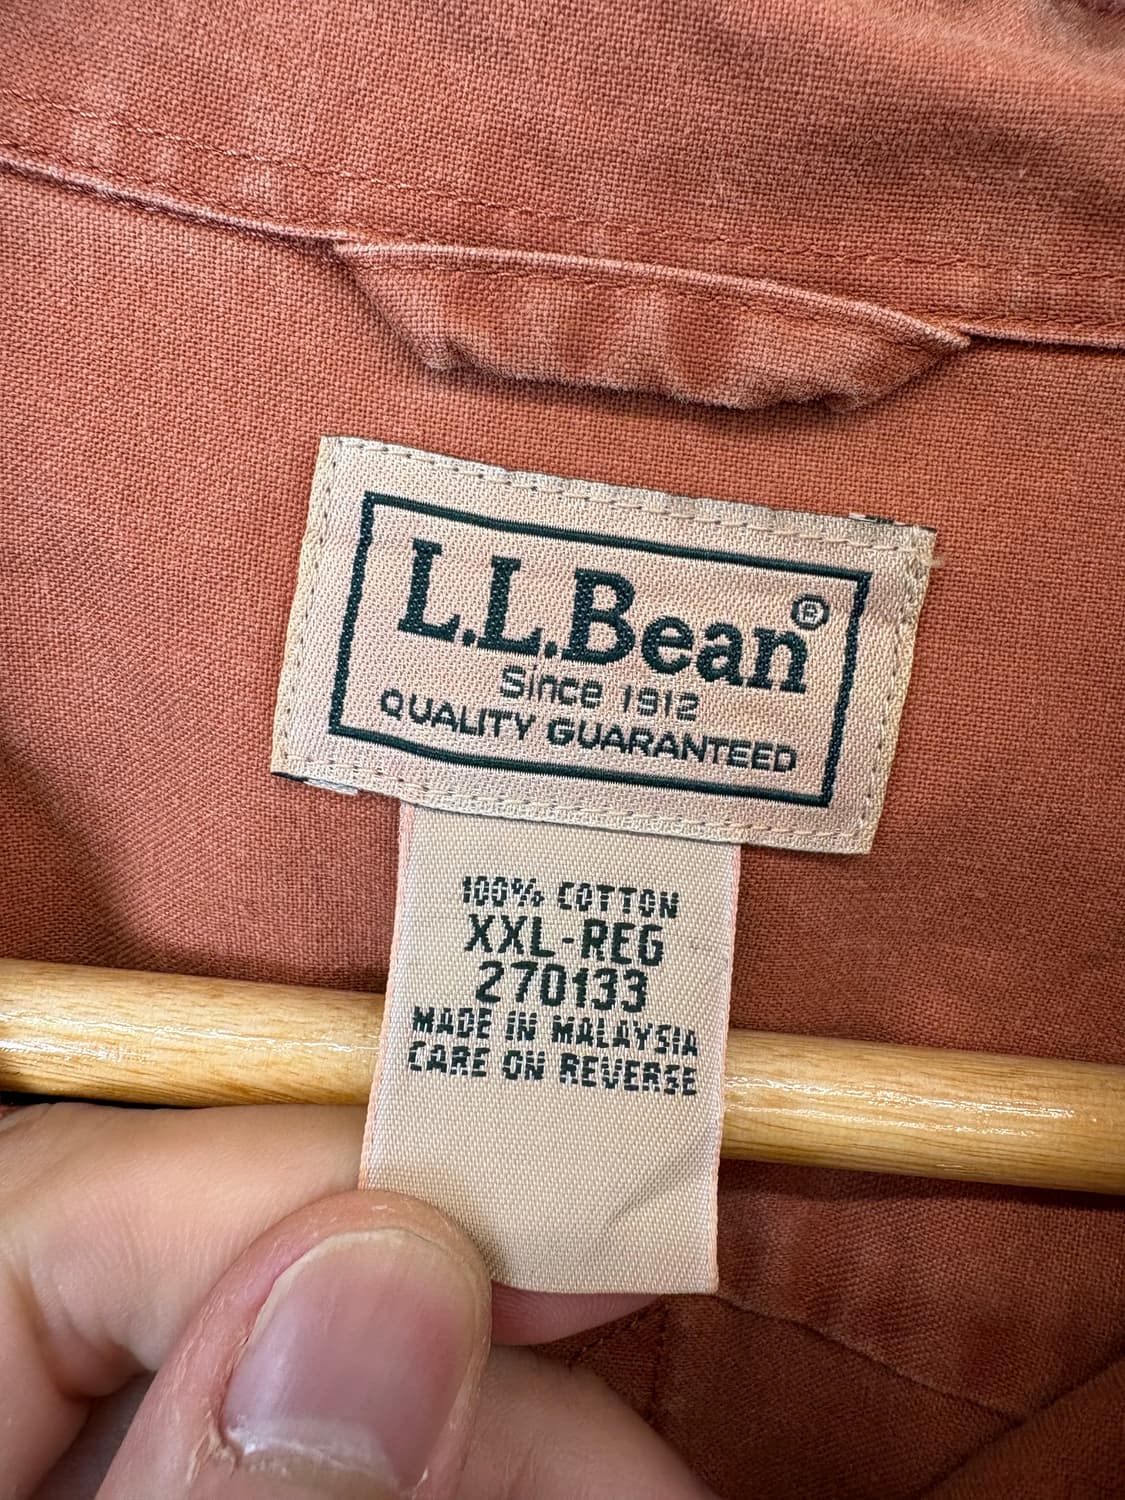 L.L.Bean®
Since 1912
QUALITY GUARANTEED
100% COTTON
XXL-REG
270133
MADE IN MALAYSIA
CARE ON REVERSE